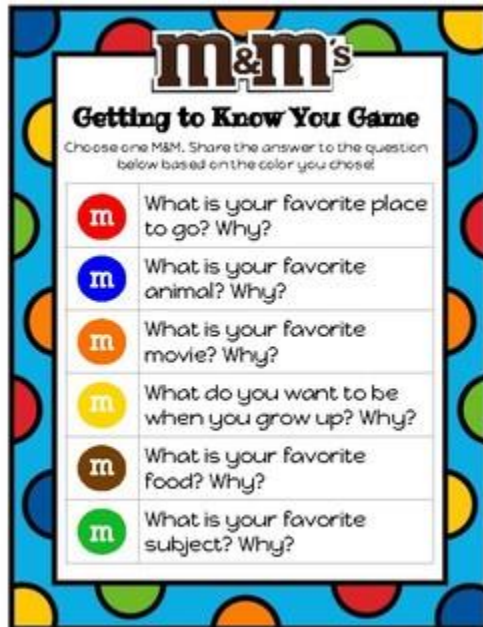 m&m's
Getting to Know You Game
Choose one M&M. Share the answer to the question
below based on the color you chose!
m
What is your favorite place
to go? Why?
m
What is your favorite
animal? Why?
m
What is your favorite
movie? Why?
m
What do you want to be
when you grow up? Why?
m
What is your favorite
food? Why?
m
What is your favorite
subject? Why?